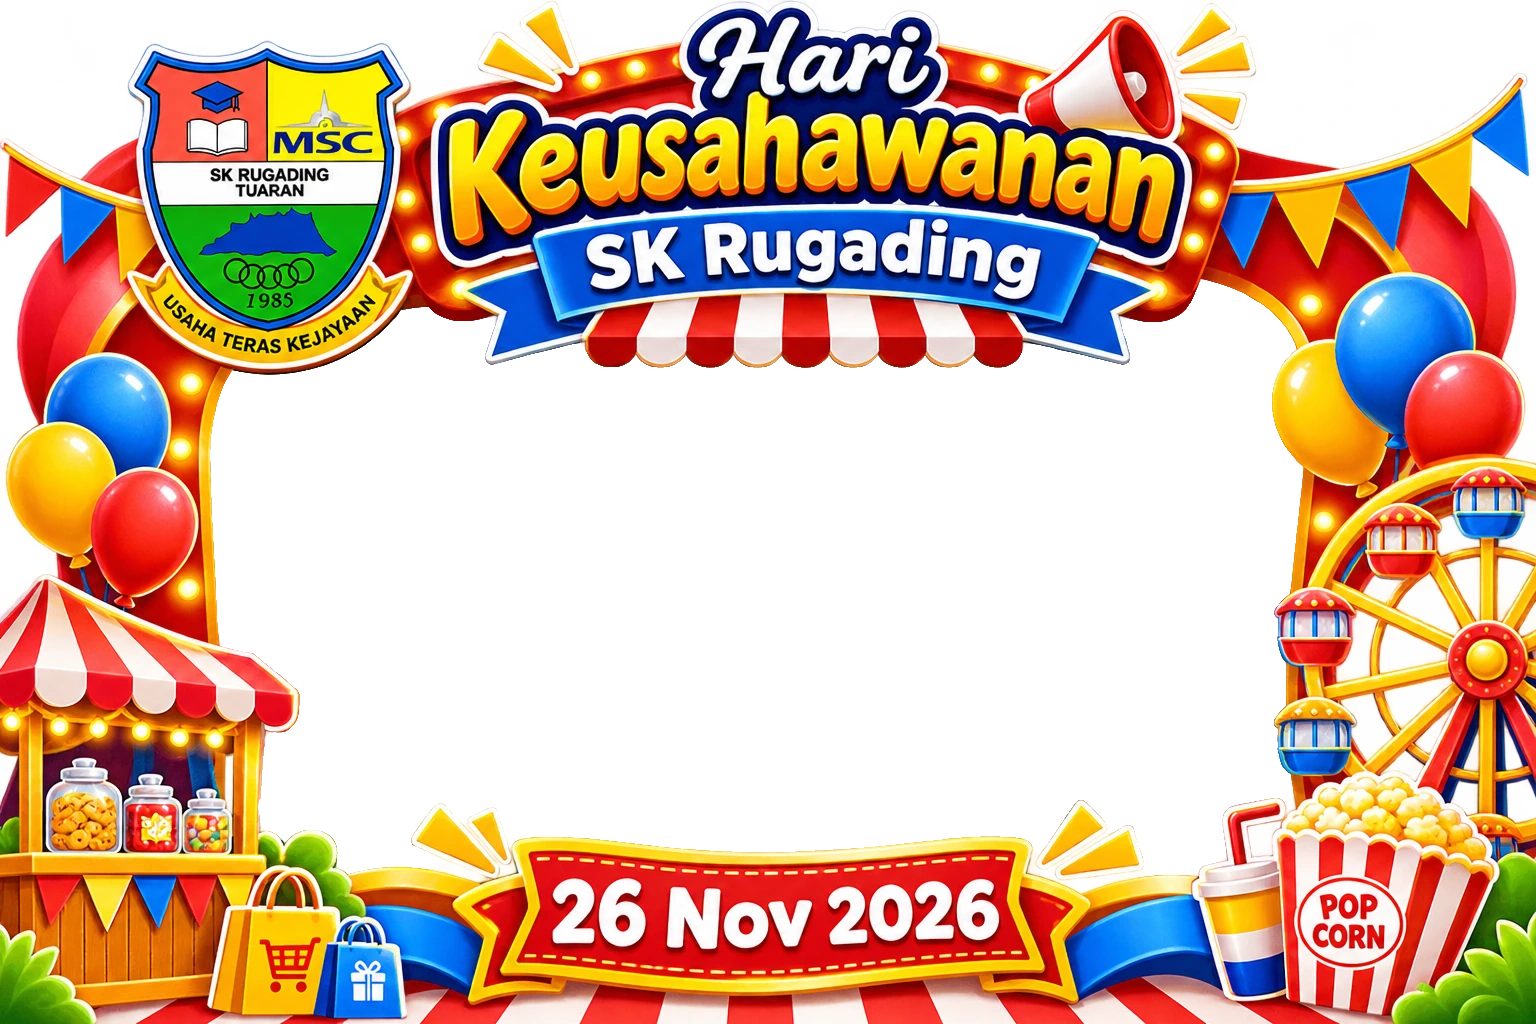 Hari
Keusahawanan
SK Rugading
MSC
SK RUGADING
TUARAN
1985
USAHA TERAS KEJAYAAN
26 Nov 2026
POP
CORN